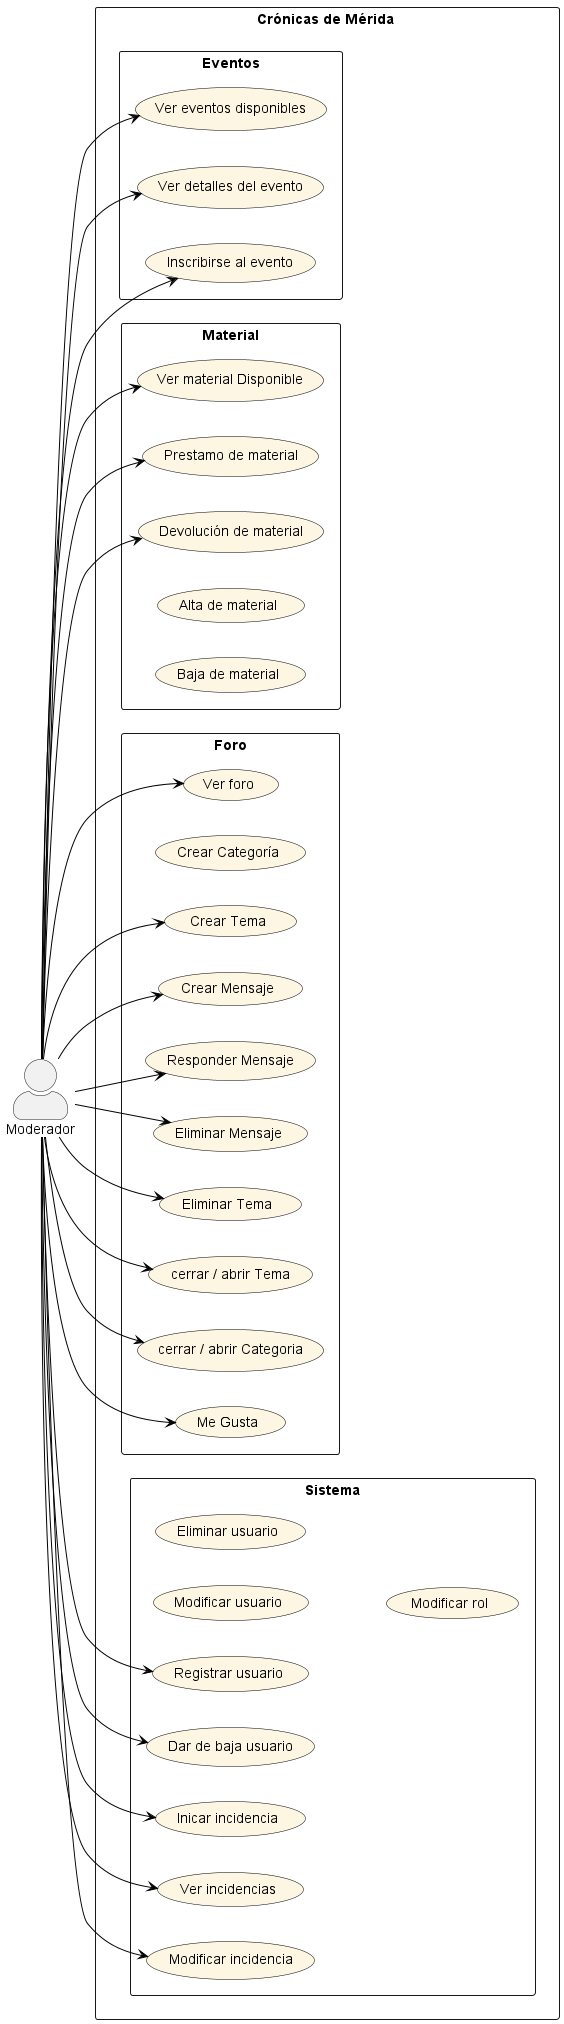 Crónicas de Mérida
Eventos
Ver eventos disponibles
Ver detalles del evento
Inscribirse al evento
Material
Ver material Disponible
Prestamo de material
Devolución de material
Alta de material
Baja de material
Foro
Ver foro
Crear Categoría
Crear Tema
Crear Mensaje
Responder Mensaje
Moderador
Eliminar Mensaje
Eliminar Tema
cerrar / abrir Tema
cerrar / abrir Categoria
Me Gusta
Sistema
Eliminar usuario
Modificar usuario
Modificar rol
Registrar usuario
Dar de baja usuario
Inicar incidencia
Ver incidencias
Modificar incidencia